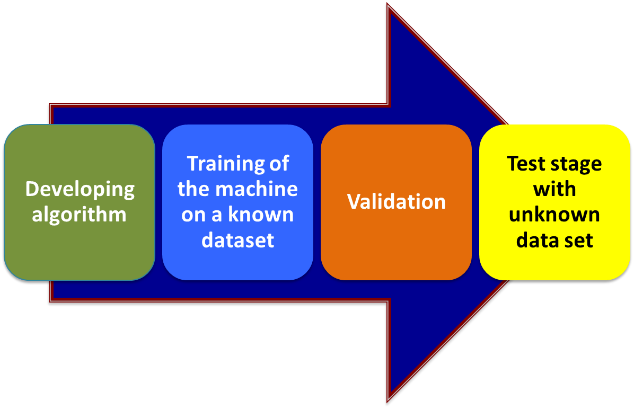 Developing
algorithm
Training of
the machine
on a known
dataset
Validation
Test stage
with
unknown
data set